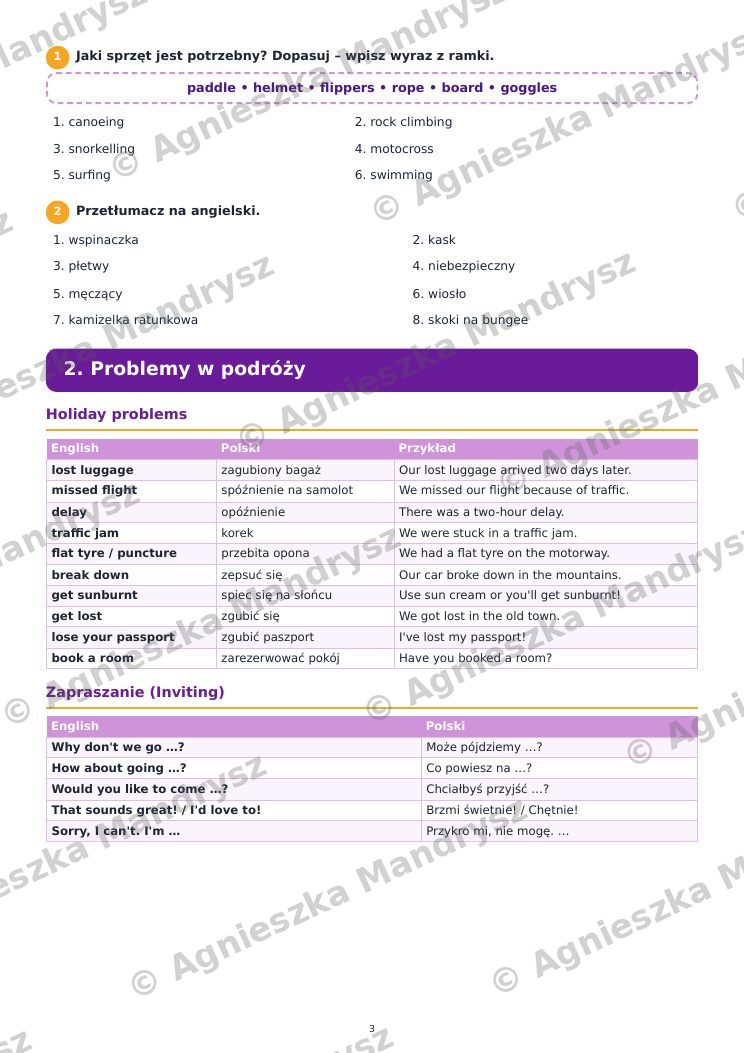 1 Jaki sprzęt jest potrzebny? Dopasuj – wpisz wyraz z ramki.
paddle • helmet • flippers • rope • board • goggles
1. canoeing 2. rock climbing
3. snorkelling 4. motocross
5. surfing 6. swimming
2 Przetłumacz na angielski.
1. wspinaczka 2. kask
3. płetwy 4. niebezpieczny
5. męczący 6. wiosło
7. kamizelka ratunkowa 8. skoki na bungee
2. Problemy w podróży
Holiday problems
English Polski Przykład
lost luggage zagubiony bagaż Our lost luggage arrived two days later.
missed flight spóźnienie na samolot We missed our flight because of traffic.
delay opóźnienie There was a two-hour delay.
traffic jam korek We were stuck in a traffic jam.
flat tyre / puncture przebita opona We had a flat tyre on the motorway.
break down zepsuć się Our car broke down in the mountains.
get sunburnt spiec się na słońcu Use sun cream or you'll get sunburnt!
get lost zgubić się We got lost in the old town.
lose your passport zgubić paszport I've lost my passport!
book a room zarezerwować pokój Have you booked a room?
Zapraszanie (Inviting)
English Polski
Why don't we go …? Może pójdziemy …?
How about going …? Co powiesz na …?
Would you like to come …? Chciałbyś przyjść …?
That sounds great! / I'd love to! Brzmi świetnie! / Chętnie!
Sorry, I can't. I'm … Przykro mi, nie mogę. …
3
© Agnieszka Mandrysz